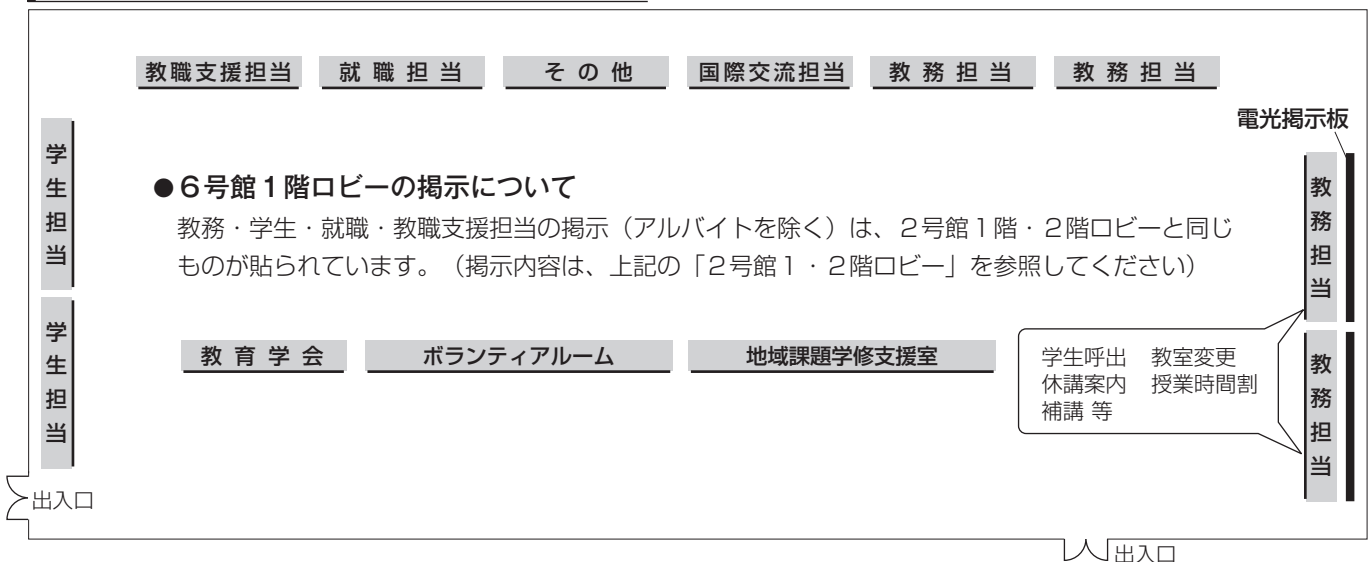 教職支援担当 就職担当 その他 国際交流担当 教務担当 教務担当
電光掲示板
学生担当
学生担当
●６号館１階ロビーの掲示について
教務・学生・就職・教職支援担当の掲示（アルバイトを除く）は、２号館１階・２階ロビーと同じ
ものが貼られています。（掲示内容は、上記の「２号館１・２階ロビー」を参照してください）
教務担当
教務担当
教育学会 ボランティアルーム 地域課題学修支援室
学生呼出 教室変更
休講案内 授業時間割
補講 等
出入口
出入口